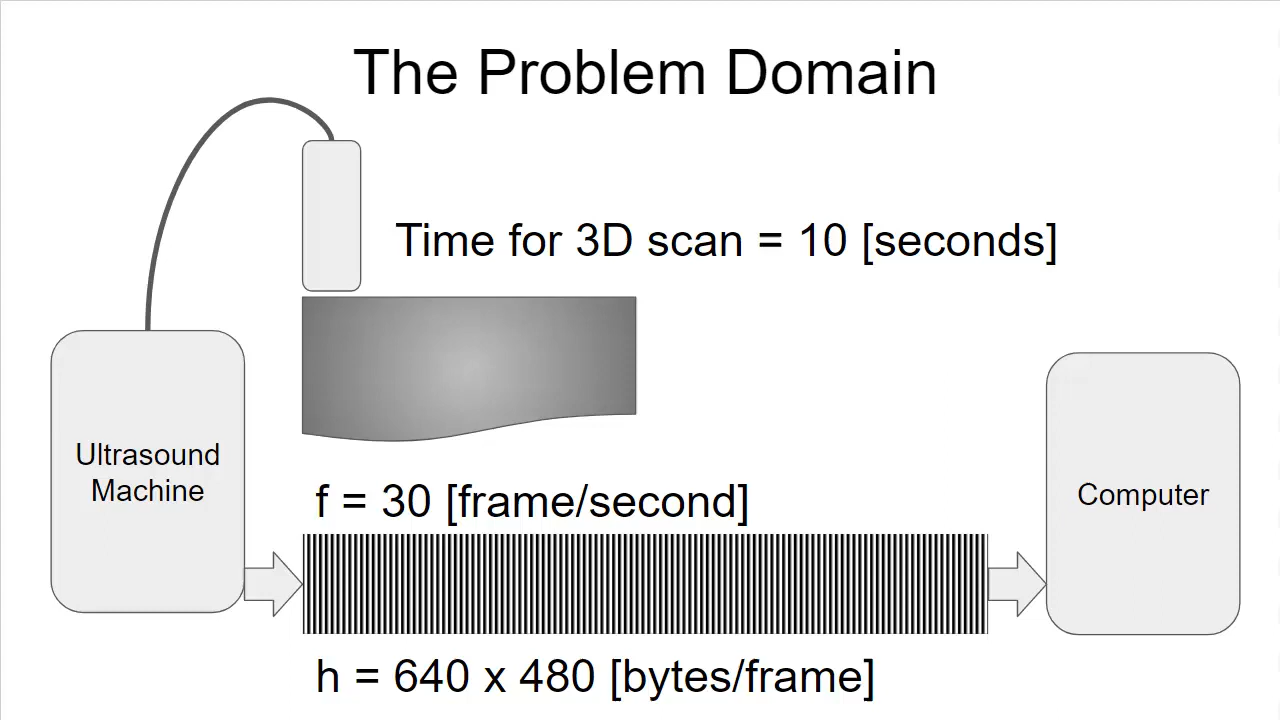 The Problem Domain
Time for 3D scan = 10 [seconds]
Ultrasound
Machine
f = 30 [frame/second]
Computer
h = 640 x 480 [bytes/frame]